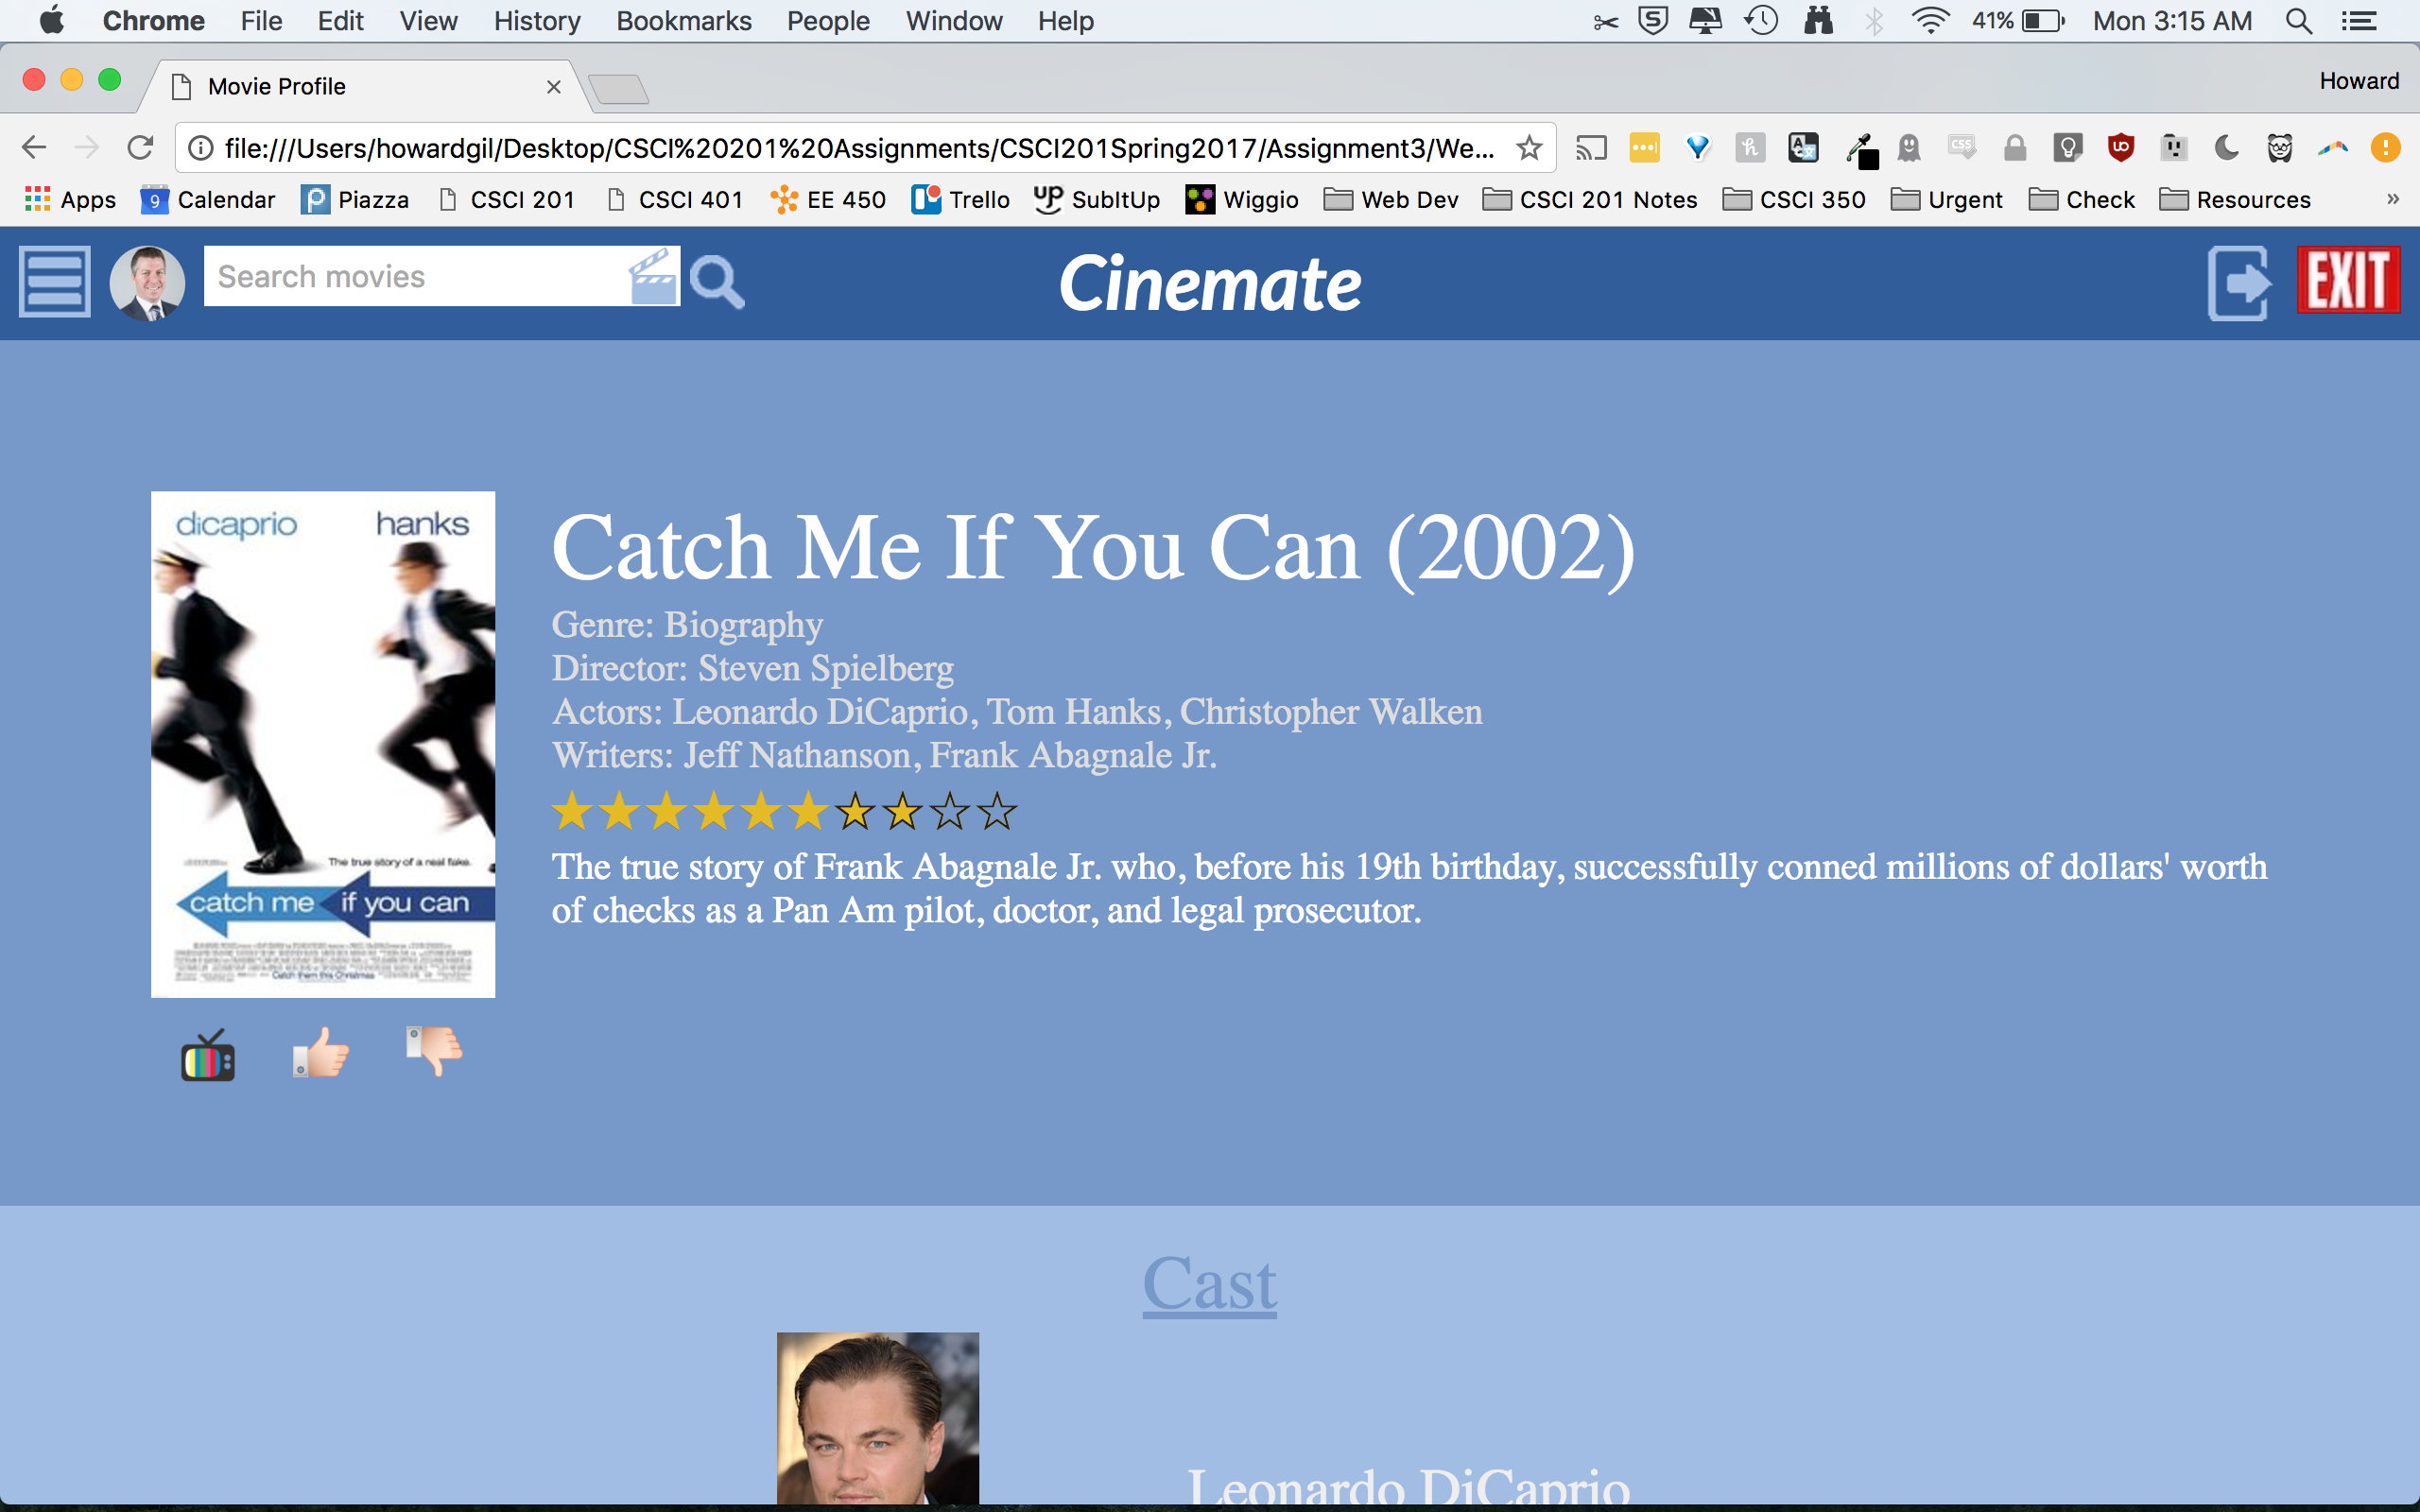 Chrome File Edit View History Bookmarks People Window Help 41% Mon 3:15 AM
Movie Profile Howard
file:///Users/howardgil/Desktop/CSCI%20201%20Assignments/CSCI201Spring2017/Assignment3/We...
Apps 9 Calendar Piazza CSCI 201 CSCI 401 EE 450 Trello SubItUp Wiggio Web Dev CSCI 201 Notes CSCI 350 Urgent Check Resources »
Search movies Cinemate EXIT
dicaprio hanks
The true story of a real fake.
catch me if you can
Catch them this Christmas
Catch Me If You Can (2002)
Genre: Biography
Director: Steven Spielberg
Actors: Leonardo DiCaprio, Tom Hanks, Christopher Walken
Writers: Jeff Nathanson, Frank Abagnale Jr.
The true story of Frank Abagnale Jr. who, before his 19th birthday, successfully conned millions of dollars' worth
of checks as a Pan Am pilot, doctor, and legal prosecutor.
Cast
Leonardo DiCaprio